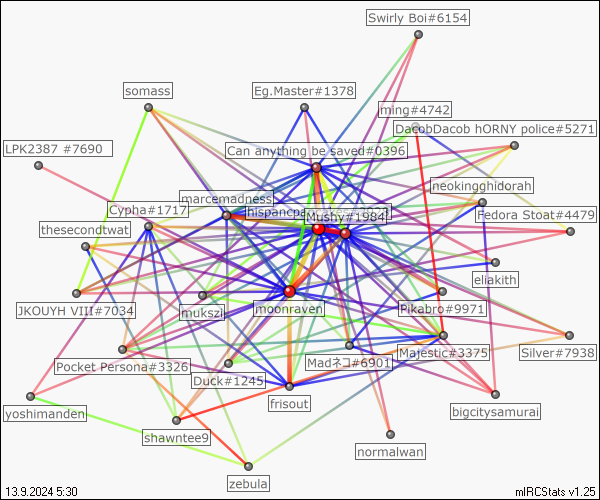 Swirly Boi#6154
somass
Eg.Master#1378
ming#4742
DacobDacob hORNY police#5271
LPK2387 #7690
Can anything be saved#0396
neokingghidorah
marcemadness
Cypha#1717
Mushy#1984
Fedora Stoat#4479
thesecondtwat
eliakith
JKOUYH VIII#7034
mukszi
moonraven
Pikabro#9971
Pocket Persona#3326
Duck#1245
Madネコ#6901
Majestic#3375
Silver#7938
yoshimanden
frisout
bigcitysamurai
shawntee9
normalwan
zebula
13.9.2024 5:30
mIRCStats v1.25